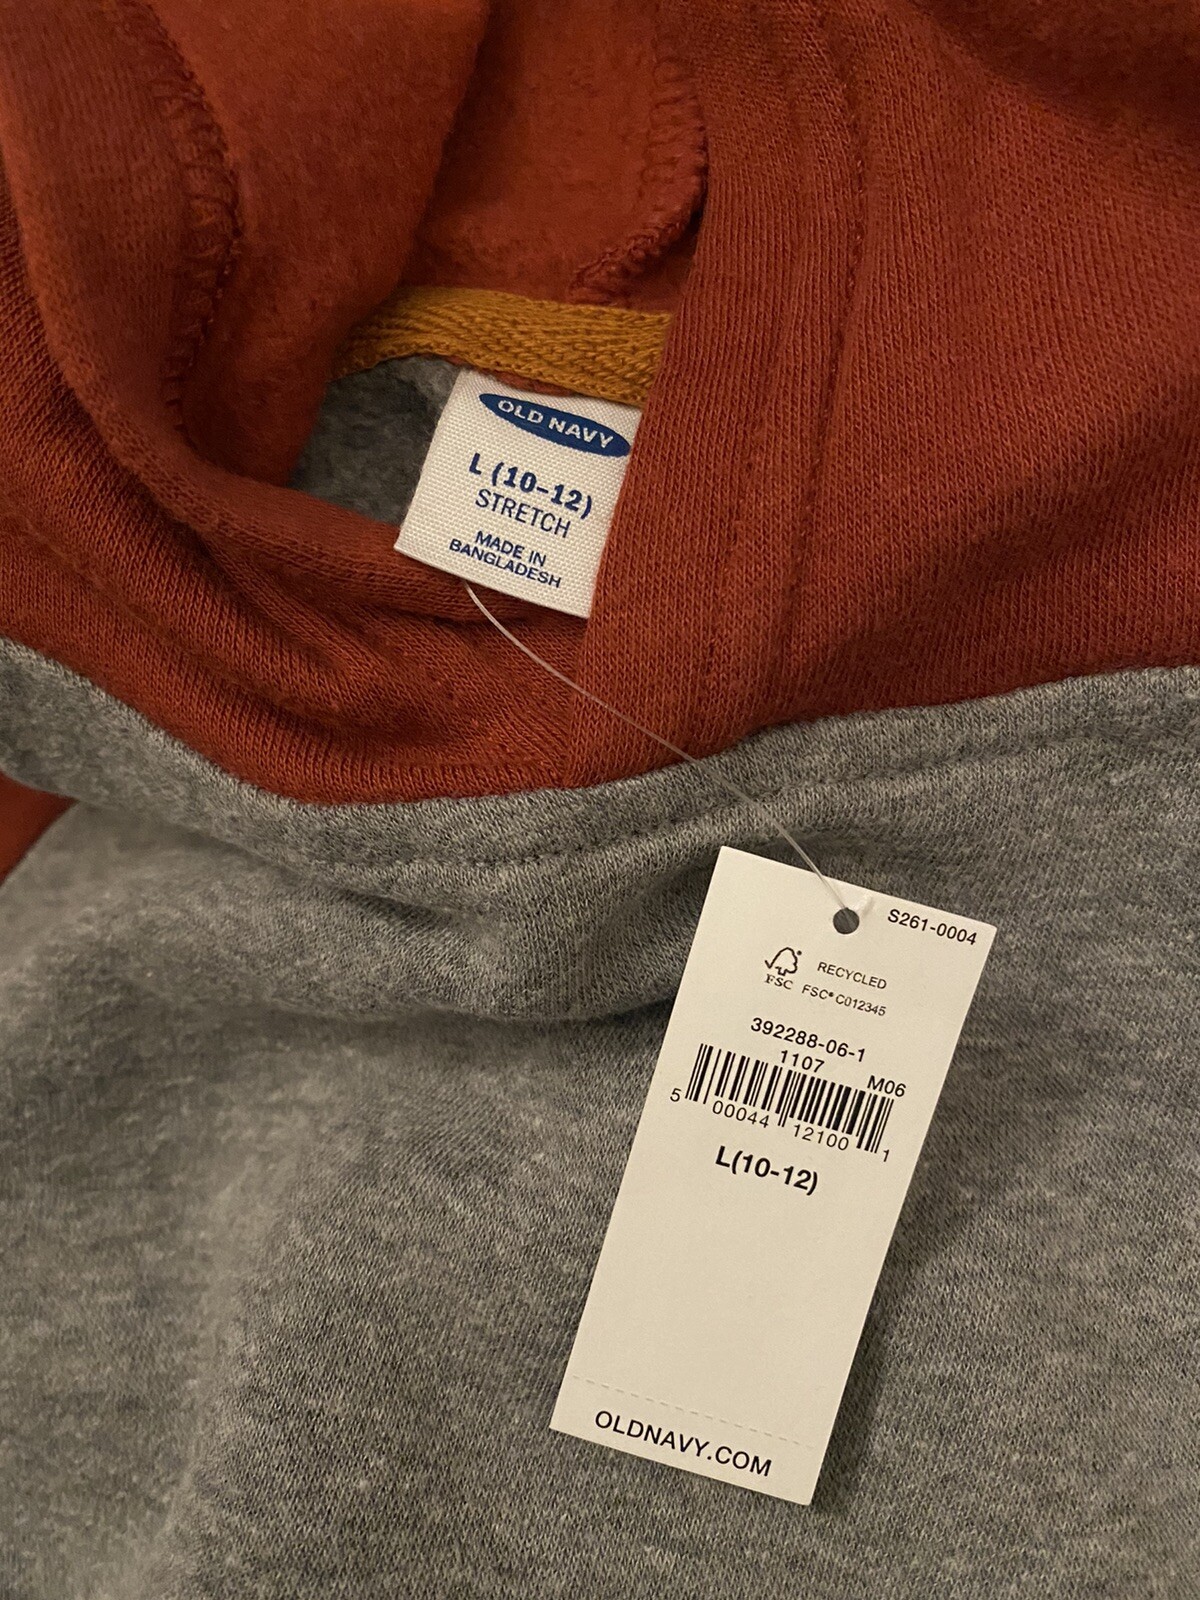 OLD NAVY
L (10-12)
STRETCH
MADE IN
BANGLADESH
S261-0004
RECYCLED
FSC FSC® C012345
392288-06-1
1107 M06
5 00044 12100 1
L(10-12)
OLDNAVY.COM